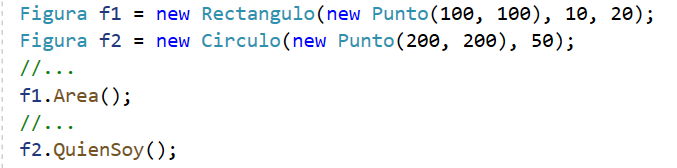 Figura f1 = new Rectangulo(new Punto(100, 100), 10, 20);
Figura f2 = new Circulo(new Punto(200, 200), 50);
//...
f1.Area();
//...
f2.QuienSoy();